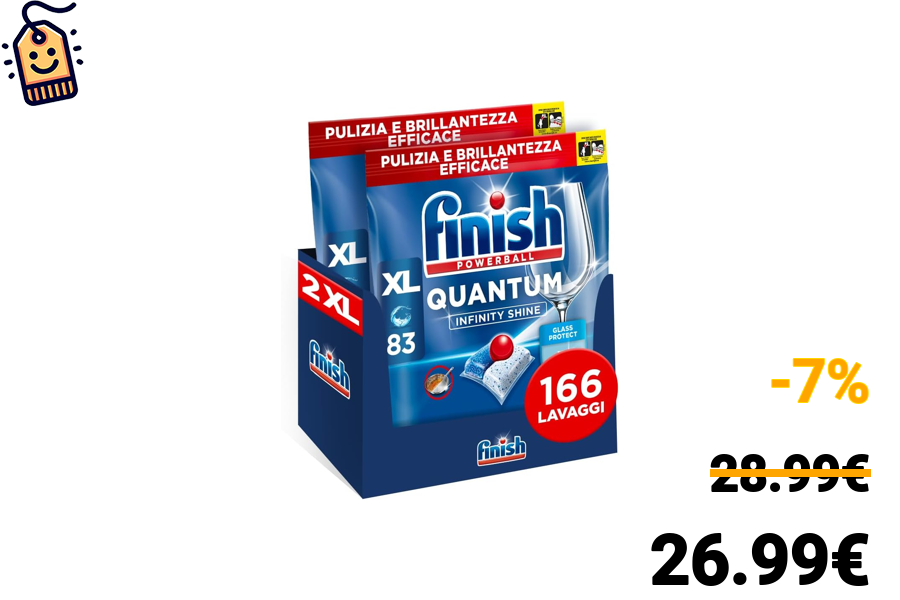 PULIZIA E BRILLANTEZZA
EFFICACE
PULIZIA E BRILLANTEZZA
EFFICACE
finish
POWERBALL
XL
XL
QUANTUM
INFINITY SHINE
2 XL
GLASS
PROTECT
83
finish
166
LAVAGGI
finish
-7%
28.99€
26.99€